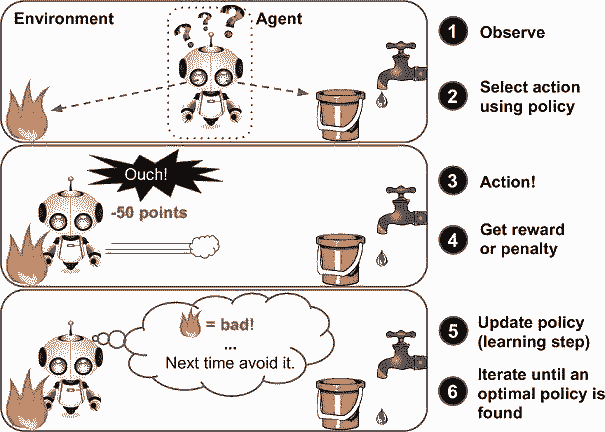 Environment
Agent
? ? ?
1 Observe
2 Select action
using policy
Ouch!
-50 points
3 Action!
4 Get reward
or penalty
= bad!
...
Next time avoid it.
5 Update policy
(learning step)
6 Iterate until an
optimal policy is
found